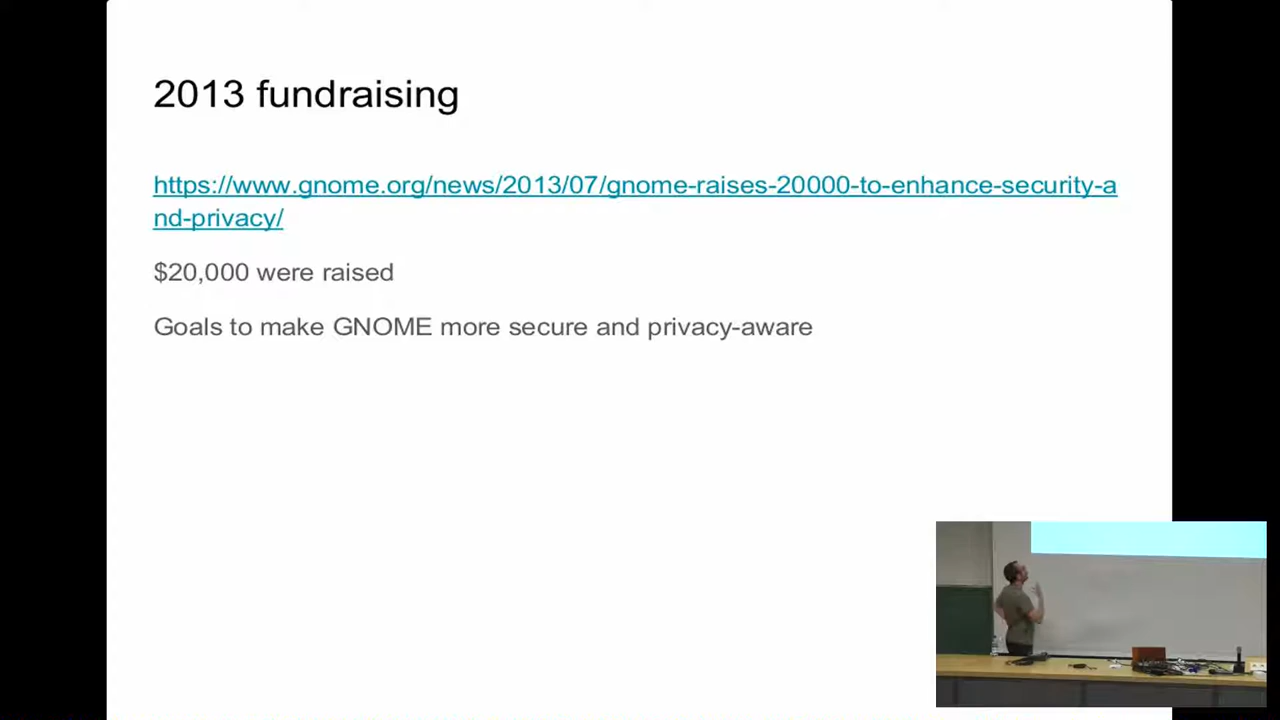 2013 fundraising
https://www.gnome.org/news/2013/07/gnome-raises-20000-to-enhance-security-a
nd-privacy/
$20,000 were raised
Goals to make GNOME more secure and privacy-aware